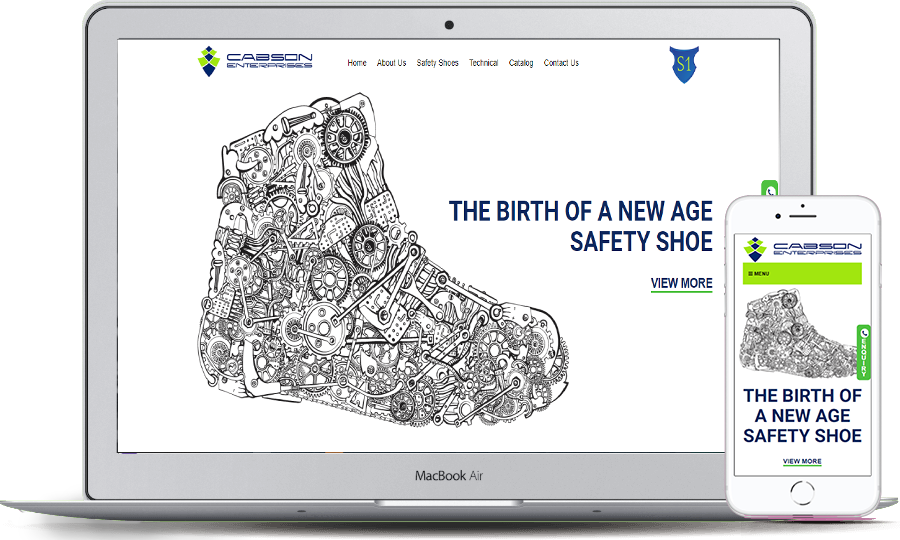 CABSON
ENTERPRISES
Home About Us Safety Shoes Technical Catalog Contact Us
S1
THE BIRTH OF A NEW AGE
SAFETY SHOE
VIEW MORE
MacBook Air
CABSON
ENTERPRISES
MENU
ENQUIRY
THE BIRTH OF
A NEW AGE
SAFETY SHOE
VIEW MORE